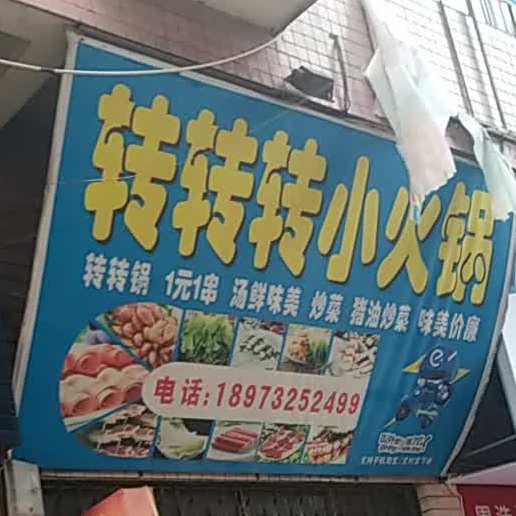 转转转小火锅
转转锅 1元1串 汤鲜味美 炒菜 猪油炒菜 味美价廉
电话:18973252499